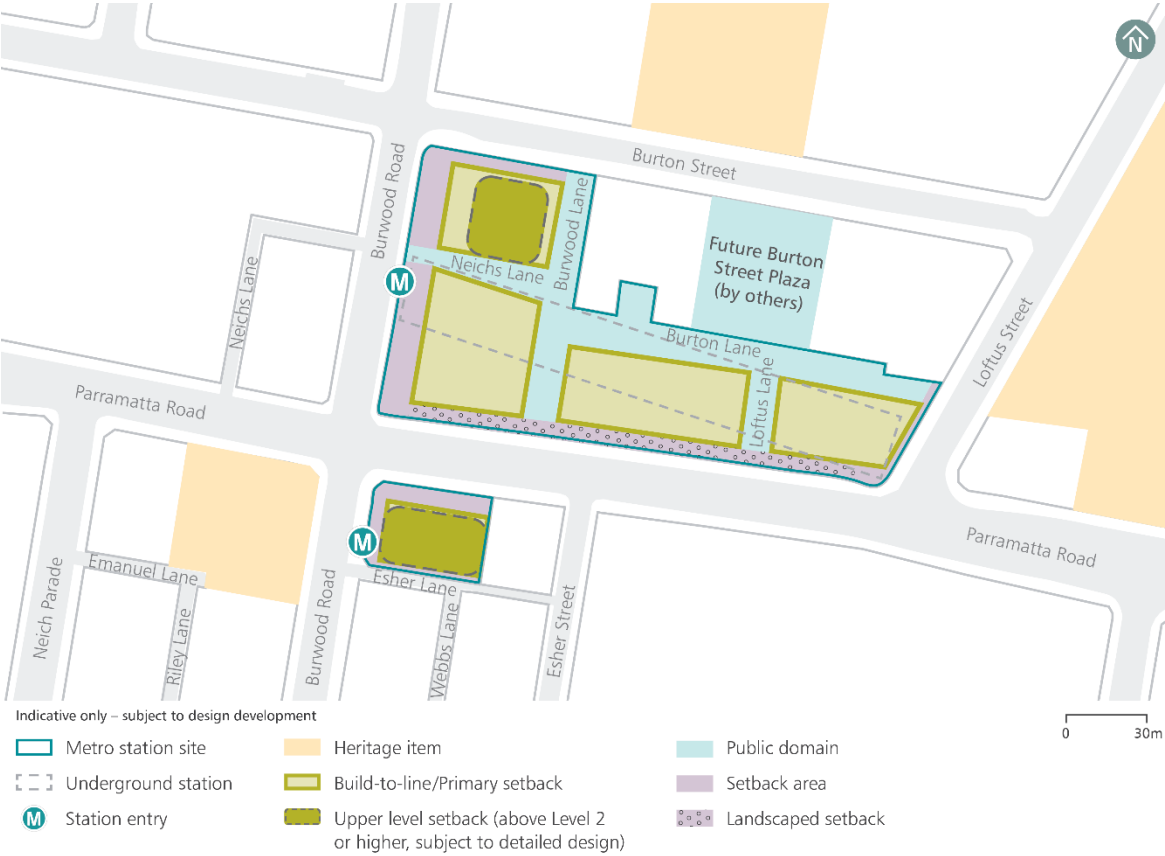 N
Burton Street
Burwood Road
Burwood Lane
Neichs Lane
Future Burton
Street Plaza
(by others)
M
Neichs Lane
Burton Lane
Loftus Lane
Loftus Street
Parramatta Road
M
Parramatta Road
Emanuel Lane
Esher Lane
Neich Parade
Riley Lane
Burwood Road
Webbs Lane
Esher Street
Indicative only – subject to design development
Metro station site
Underground station
M Station entry
Heritage item
Build-to-line/Primary setback
Upper level setback (above Level 2
or higher, subject to detailed design)
Public domain
Setback area
Landscaped setback
0 30m